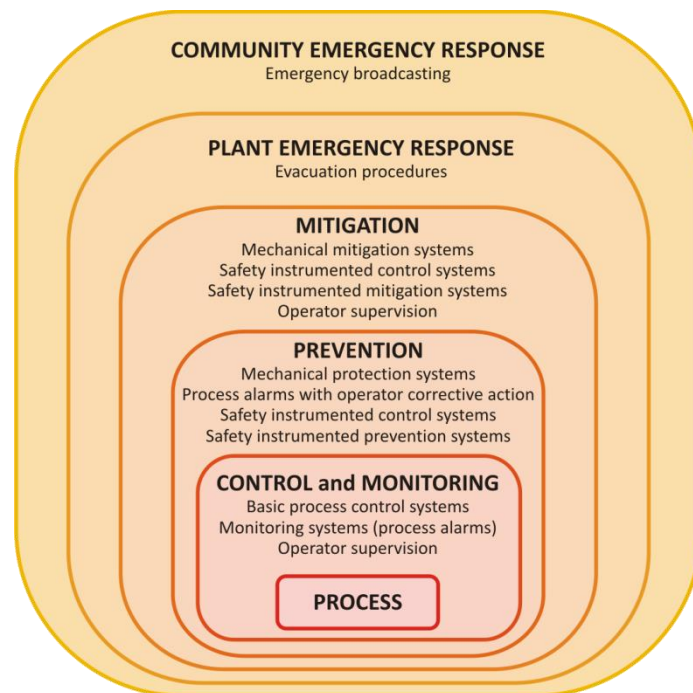 COMMUNITY EMERGENCY RESPONSE
Emergency broadcasting
PLANT EMERGENCY RESPONSE
Evacuation procedures
MITIGATION
Mechanical mitigation systems
Safety instrumented control systems
Safety instrumented mitigation systems
Operator supervision
PREVENTION
Mechanical protection systems
Process alarms with operator corrective action
Safety instrumented control systems
Safety instrumented prevention systems
CONTROL and MONITORING
Basic process control systems
Monitoring systems (process alarms)
Operator supervision
PROCESS